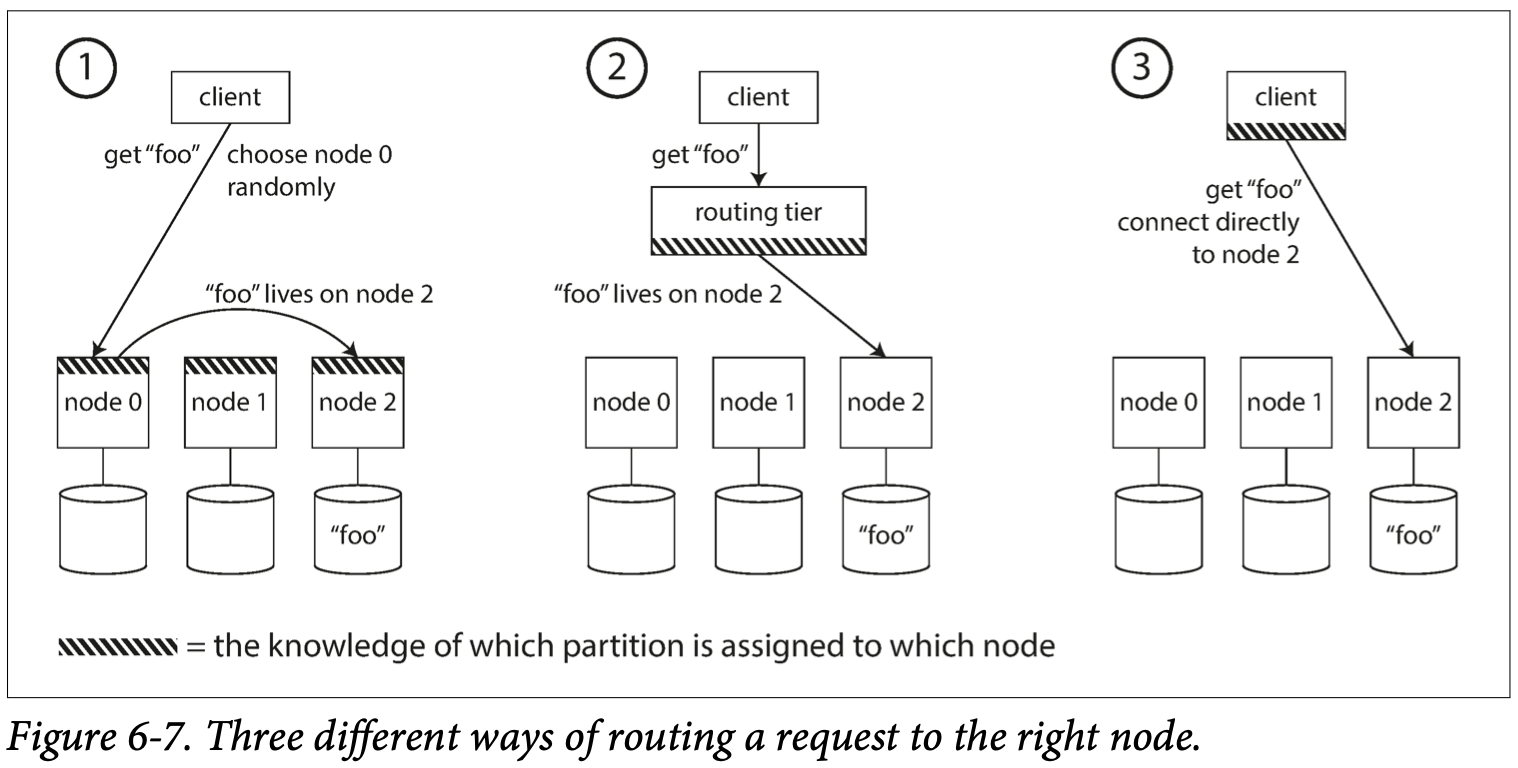 1
client
get “foo”
choose node 0
randomly
“foo” lives on node 2
node 0
node 1
node 2
“foo”
2
client
get “foo”
routing tier
“foo” lives on node 2
node 0
node 1
node 2
“foo”
3
client
get “foo”
connect directly
to node 2
node 0
node 1
node 2
“foo”
= the knowledge of which partition is assigned to which node
Figure 6-7. Three different ways of routing a request to the right node.